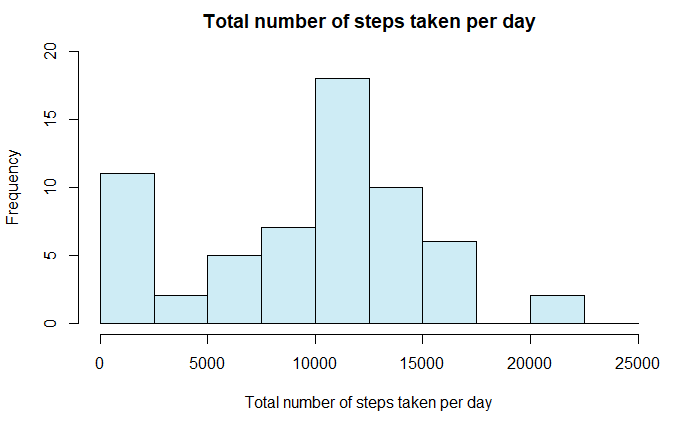 Total number of steps taken per day
20
15
10
5
0
Frequency
0 5000 10000 15000 20000 25000
Total number of steps taken per day